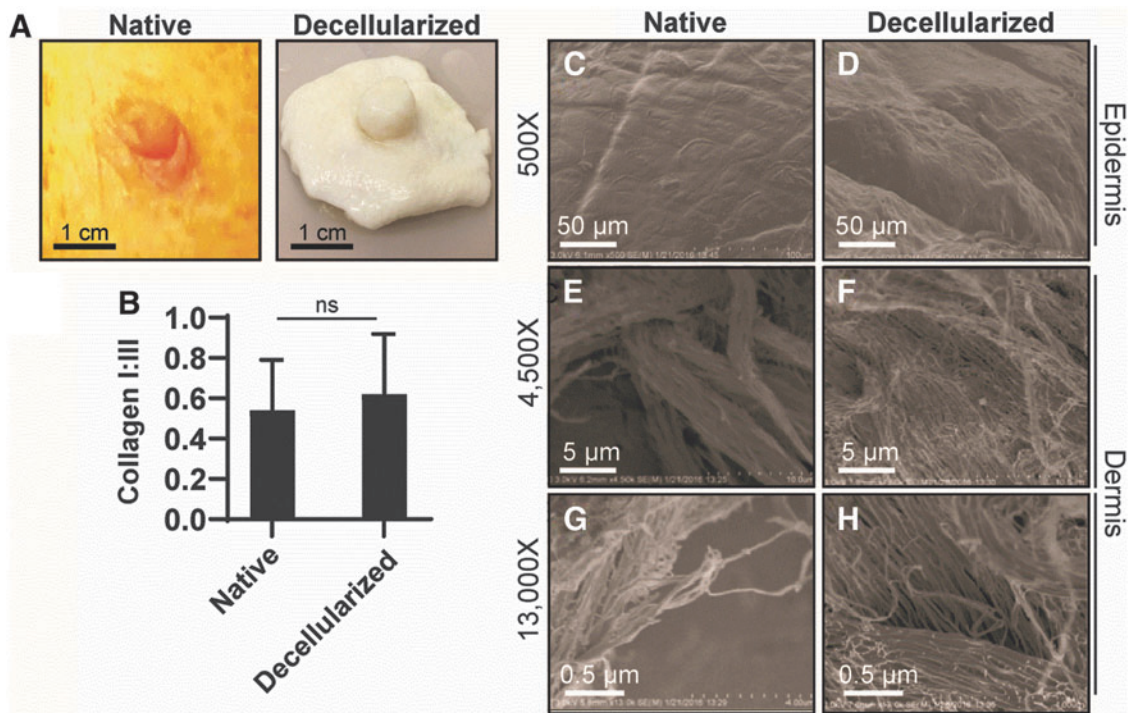 A
Native
Decellularized
1 cm
1 cm
B
ns
Collagen I:III
1.0
0.8
0.6
0.4
0.2
0.0
Native
Decellularized
Native
Decellularized
500X
C
50 µm
D
50 µm
Epidermis
4,500X
E
5 µm
F
5 µm
13,000X
G
0.5 µm
H
0.5 µm
Dermis